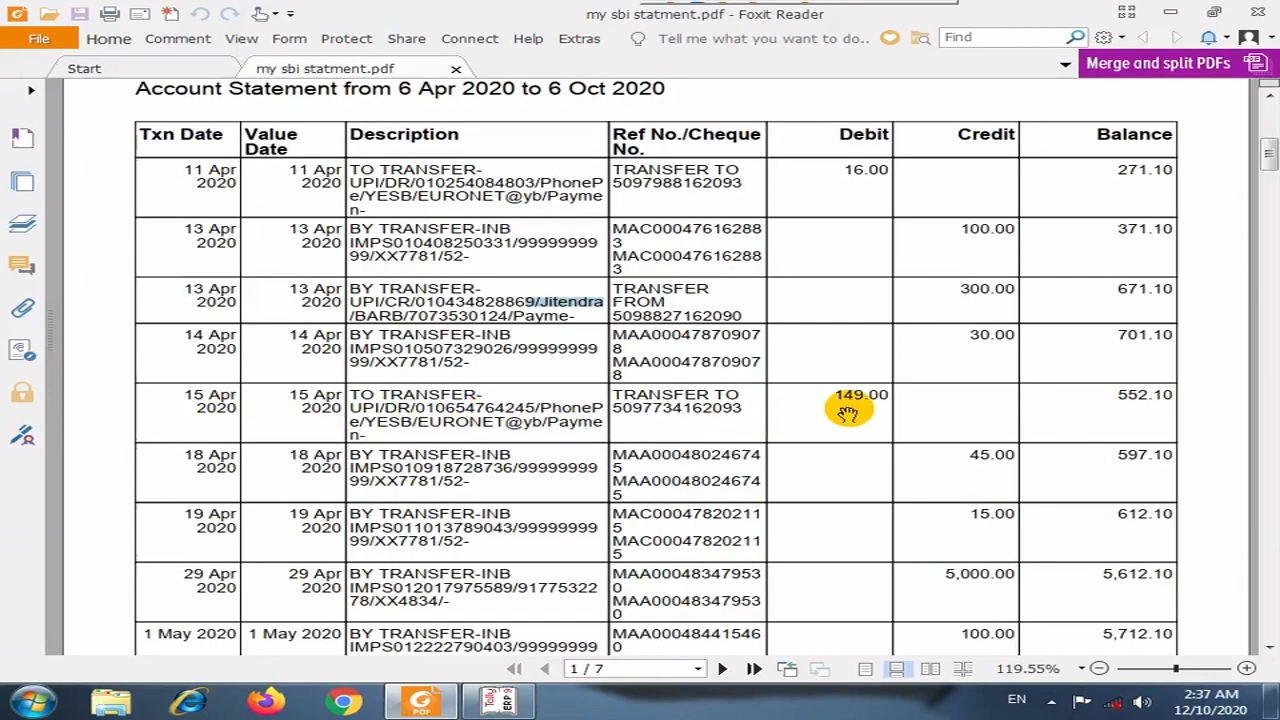 my sbi statment.pdf - Foxit Reader
File Home Comment View Form Protect Share Connect Help Extras Tell me what you want to do.. Find
Start my sbi statment.pdf Merge and split PDFs
Account Statement from 6 Apr 2020 to 6 Oct 2020
Txn Date Value Description Ref No./Cheque Debit Credit Balance
Date No.
11 Apr 11 Apr TO TRANSFER- TRANSFER TO 16.00 271.10
2020 2020 UPI/DR/010254084803/PhoneP 5097988162093
e/YESB/EURONET@yb/Payme
n-
13 Apr 13 Apr BY TRANSFER-INB MAC00047616288 100.00 371.10
2020 2020 IMPS010408250331/99999999 3
99/XX7781/52- MAC00047616288
3
13 Apr 13 Apr BY TRANSFER- TRANSFER 300.00 671.10
2020 2020 UPI/CR/010434828869/Jitendra FROM
/BARB/7073530124/Payme- 5098827162090
14 Apr 14 Apr BY TRANSFER-INB MAA00047870907 30.00 701.10
2020 2020 IMPS010507329026/99999999 8
99/XX7781/52- MAA00047870907
8
15 Apr 15 Apr TO TRANSFER- TRANSFER TO 149.00 552.10
2020 2020 UPI/DR/010654764245/PhoneP 5097734162093
e/YESB/EURONET@yb/Paymen
n-
18 Apr 18 Apr BY TRANSFER-INB MAA00048024674 45.00 597.10
2020 2020 IMPS010918728736/99999999 5
99/XX7781/52- MAA00048024674
5
19 Apr 19 Apr BY TRANSFER-INB MAC00047820211 15.00 612.10
2020 2020 IMPS011013789043/99999999 5
99/XX7781/52- MAC00047820211
5
29 Apr 29 Apr BY TRANSFER-INB MAA00048347953 5,000.00 5,612.10
2020 2020 IMPS012017975589/91775322 0
78/XX4834/- MAA00048347953
0
1 May 2020 1 May 2020 BY TRANSFER-INB MAA00048441546 100.00 5,712.10
IMPS012222790403/99999999 0
1 / 7 119.55%
PDF Tally ERP 9 EN 2:37 AM
12/10/2020